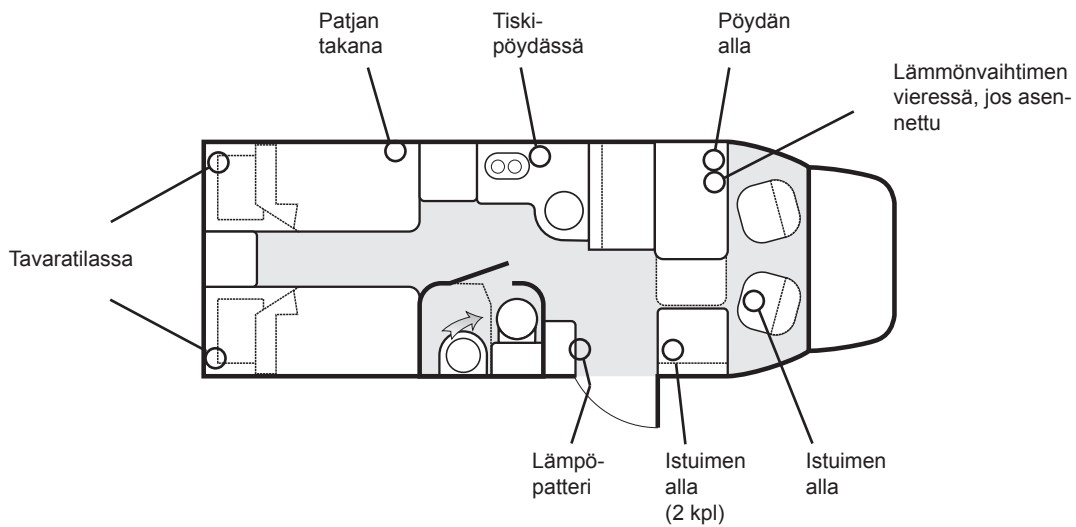 Patjan
takana
Tiski-
pöydässä
Pöydän
alla
Lämmönvaihtimen
vieressä, jos asen-
nettu
Tavaratilassa
Lämpö-
patteri
Istuimen
alla
(2 kpl)
Istuimen
alla